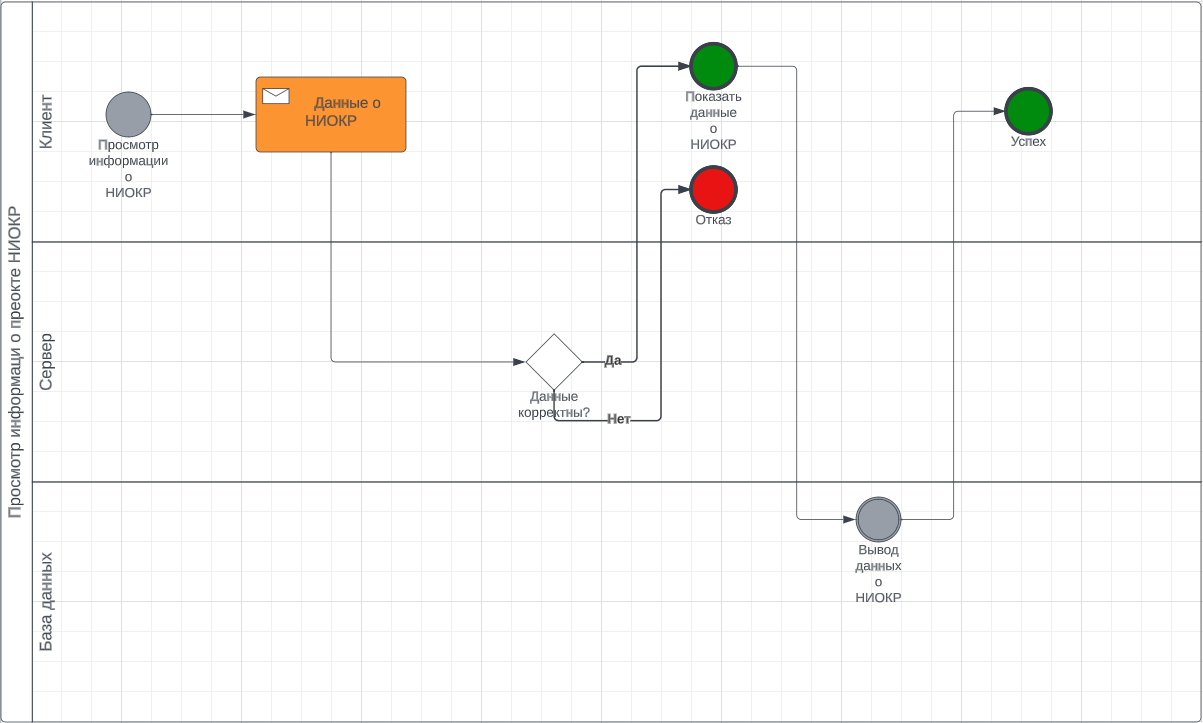 Просмотр информаци о преокте НИОКР
Клиент
Просмотр
информации
о
НИОКР
Данные о
НИОКР
Показать
данные
о
НИОКР
Отказ
Успех
Сервер
Данные
корректны?
Да
Нет
База данных
Вывод
данных
о
НИОКР